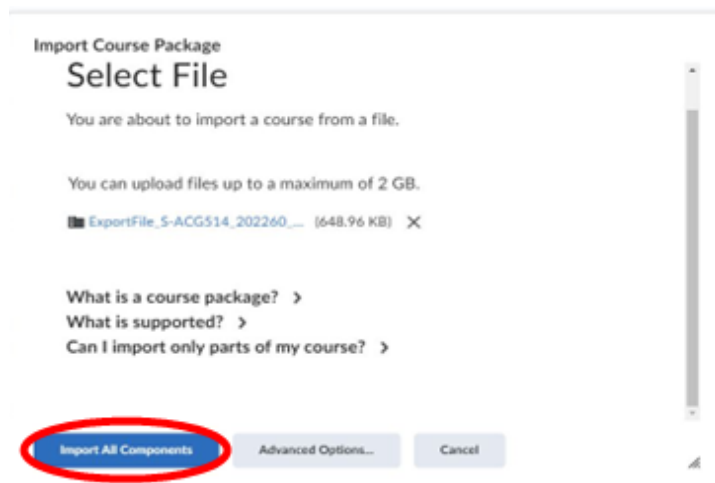 Import Course Package
Select File
You are about to import a course from a file.
You can upload files up to a maximum of 2 GB.
ExportFile_S-ACG514_202260_... (648.96 KB) X
What is a course package? >
What is supported? >
Can I import only parts of my course? >
Import All Components Advanced Options... Cancel